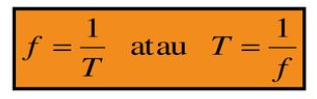 f = 1/T atau T = 1/f